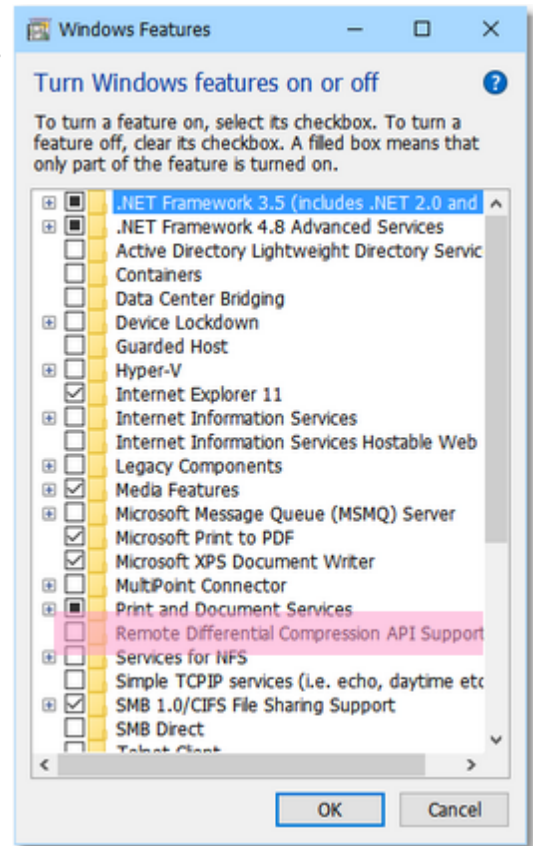 Windows Features
Turn Windows features on or off
To turn a feature on, select its checkbox. To turn a
feature off, clear its checkbox. A filled box means that
only part of the feature is turned on.
.NET Framework 3.5 (includes .NET 2.0 and
.NET Framework 4.8 Advanced Services
Active Directory Lightweight Directory Servic
Containers
Data Center Bridging
Device Lockdown
Guarded Host
Hyper-V
Internet Explorer 11
Internet Information Services
Internet Information Services Hostable Web
Legacy Components
Media Features
Microsoft Message Queue (MSMQ) Server
Microsoft Print to PDF
Microsoft XPS Document Writer
MultiPoint Connector
Print and Document Services
Remote Differential Compression API Support
Services for NFS
Simple TCPIP services (i.e. echo, daytime etc
SMB 1.0/CIFS File Sharing Support
SMB Direct
Telnet Client
OK Cancel